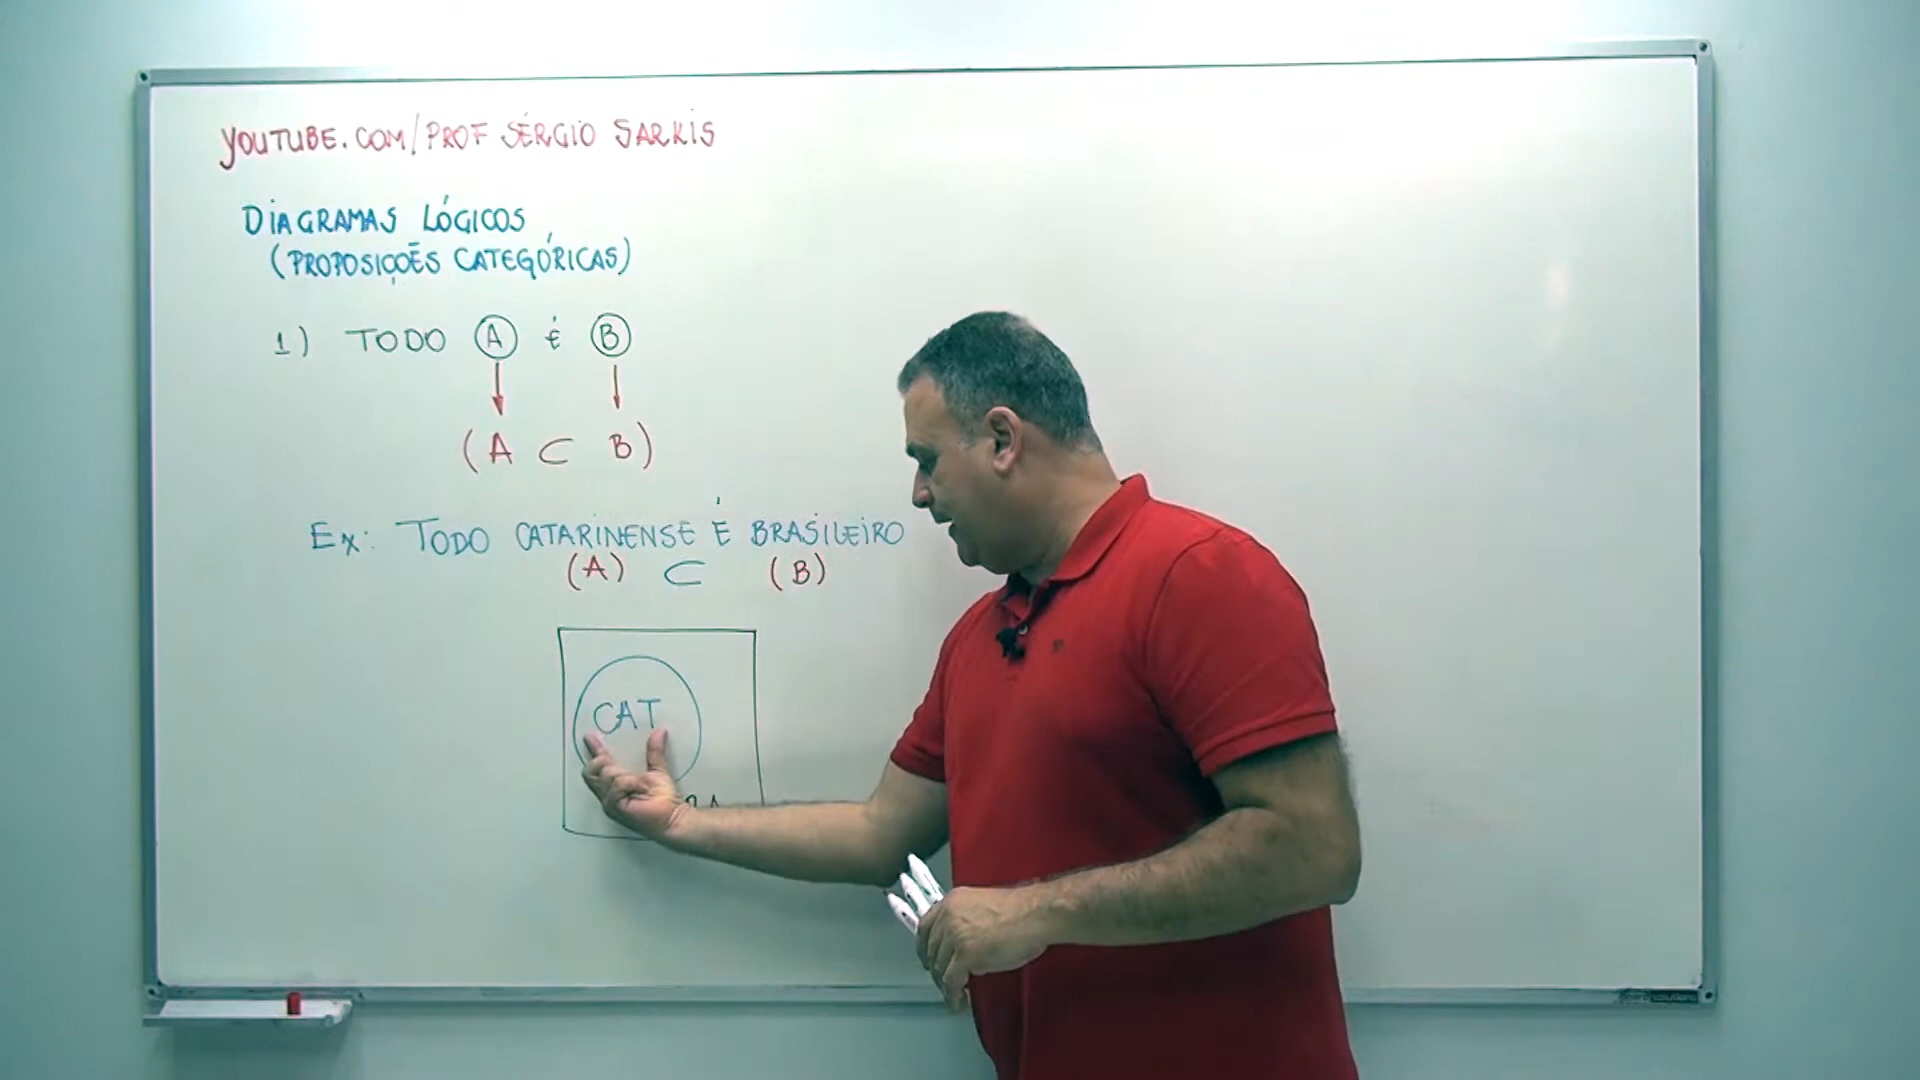 YOUTUBE.COM/PROF SÉRGIO SARKIS
DIAGRAMAS LÓGICOS
(PROPOSIÇÕES CATEGÓRICAS)
1) TODO A É B
(A ⊂ B)
EX: TODO CATARINENSE É BRASILEIRO
(A) ⊂ (B)
CAT